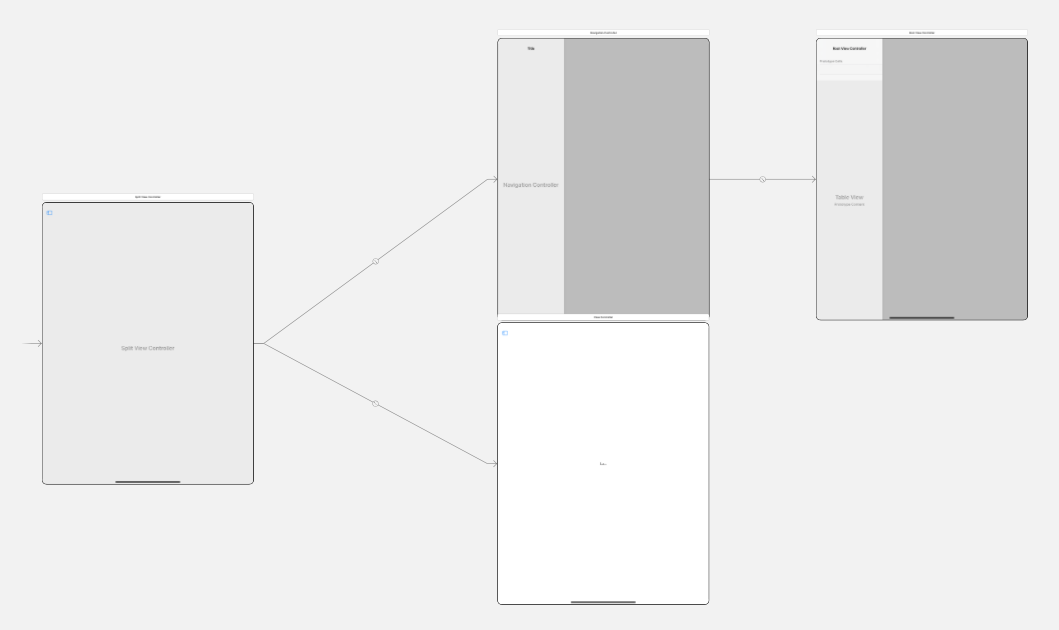 Split View Controller
Split View Controller
Navigation Controller
Title
Navigation Controller
View Controller
Root View Controller
Root View Controller
Prototype Cells
Table View
Prototype Content